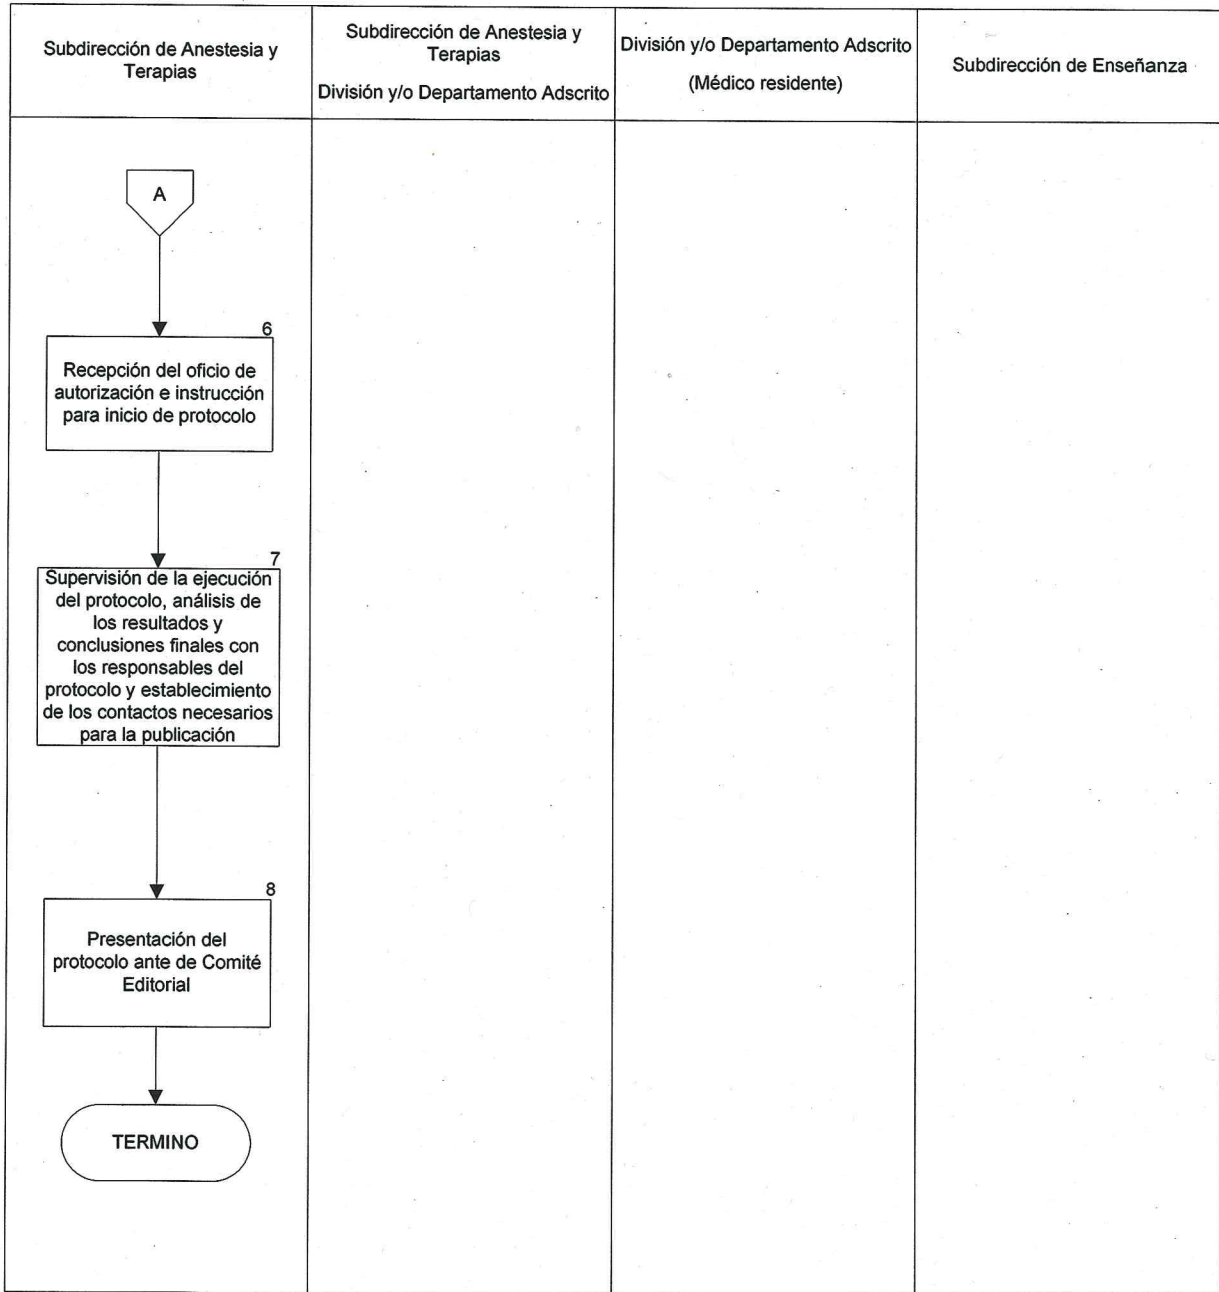 Subdirección de Anestesia y
Terapias
Subdirección de Anestesia y
Terapias
División y/o Departamento Adscrito
División y/o Departamento Adscrito
(Médico residente)
Subdirección de Enseñanza
A
6
Recepción del oficio de
autorización e instrucción
para inicio de protocolo
7
Supervisión de la ejecución
del protocolo, análisis de
los resultados y
conclusiones finales con
los responsables del
protocolo y establecimiento
de los contactos necesarios
para la publicación
8
Presentación del
protocolo ante de Comité
Editorial
TERMINO